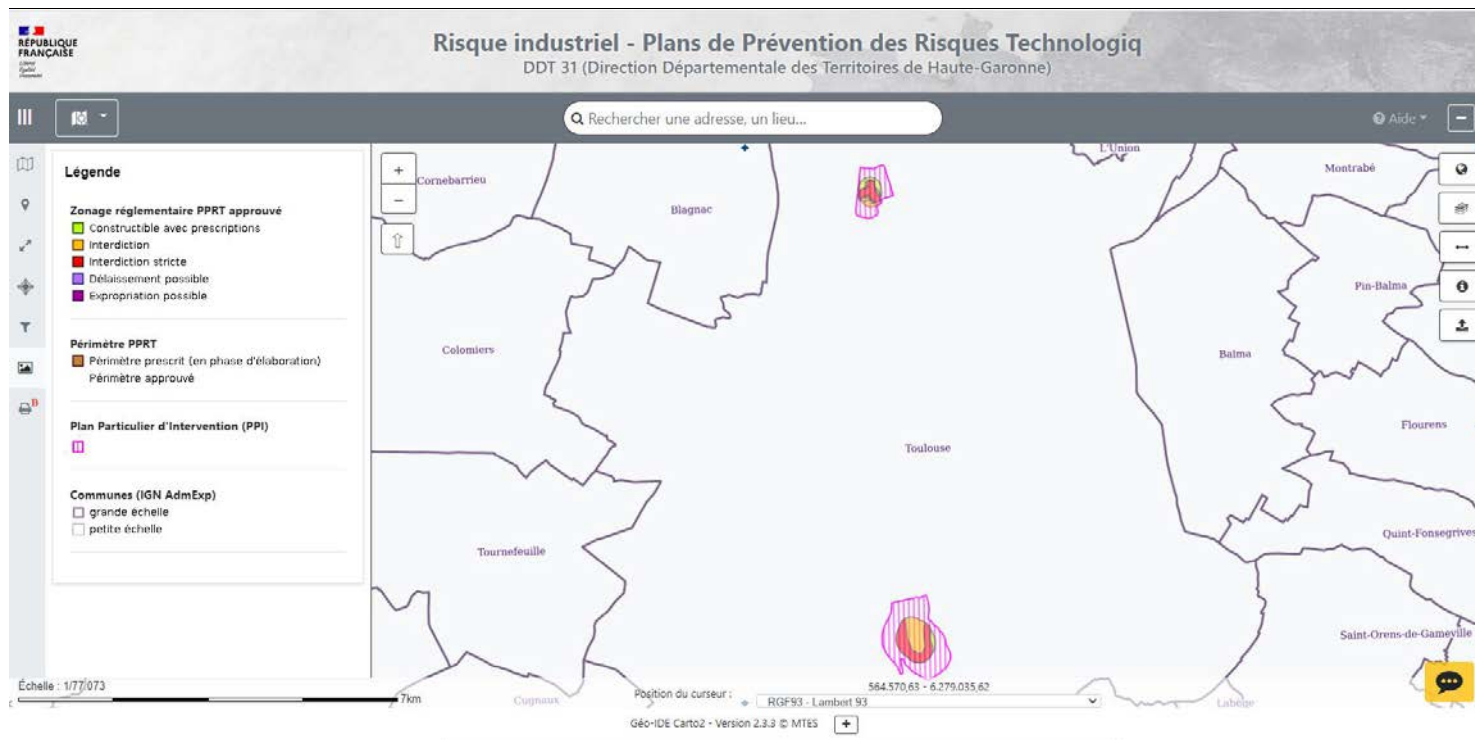 RÉPUBLIQUE
FRANÇAISE
Liberté
Égalité
Fraternité
Risque industriel - Plans de Prévention des Risques Technologiq
DDT 31 (Direction Départementale des Territoires de Haute-Garonne)
Rechercher une adresse, un lieu...
Aide
Légende
Zonage réglementaire PPRT approuvé
Constructible avec prescriptions
Interdiction
Interdiction stricte
Délaissement possible
Expropriation possible
Périmètre PPRT
Périmètre prescrit (en phase d'élaboration)
Périmètre approuvé
Plan Particulier d'Intervention (PPI)
Communes (IGN AdmExp)
grande échelle
petite échelle
B
+
−
Cornebarrieu
Blagnac
L'Union
Montrabé
Pin-Balma
Colomiers
Balma
Flourens
Toulouse
Quint-Fonsegrives
Tournefeuille
Saint-Orens-de-Gameville
Cugnaux
Labège
Échelle : 1/77 073
7km
Position du curseur :
564.570,63 - 6.279.035,62
RGF93 - Lambert 93
Géo-IDE Carto2 - Version 2.3.3 © MTES
+